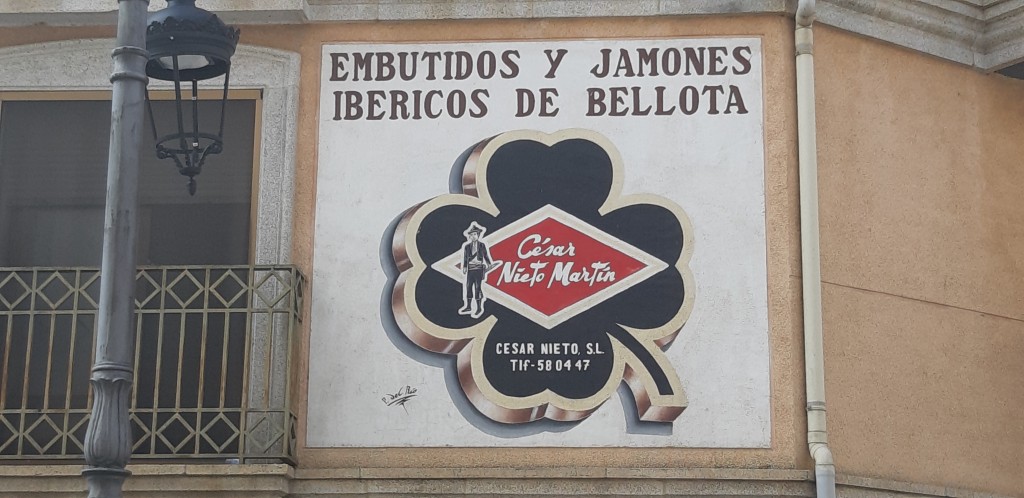 EMBUTIDOS Y JAMONES
IBERICOS DE BELLOTA
César
Nieto Martín
CESAR NIETO, S.L.
Tlf-58 04 47